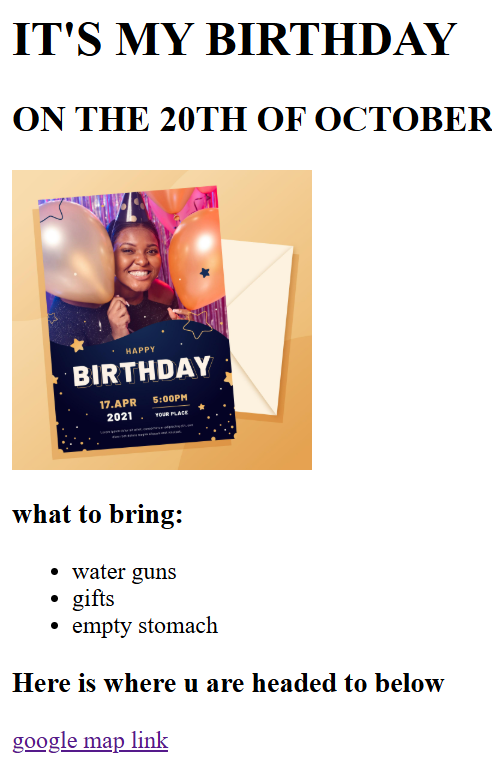 IT'S MY BIRTHDAY
ON THE 20TH OF OCTOBER
HAPPY
BIRTHDAY
17.APR
2021
5:00PM
YOUR PLACE
what to bring:
water guns
gifts
empty stomach
Here is where u are headed to below
google map link